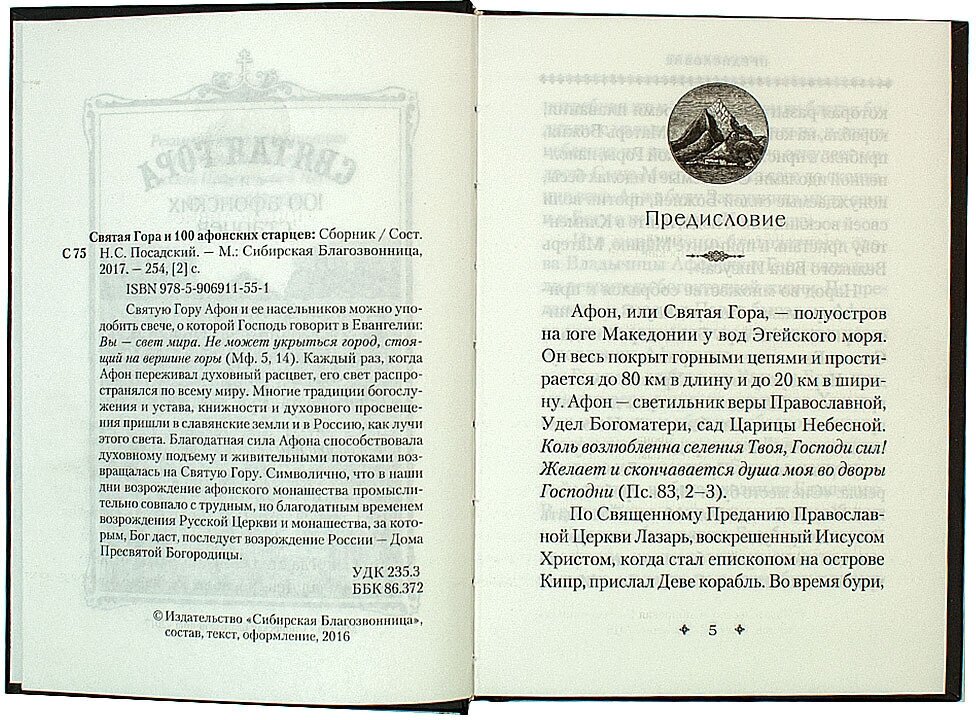 Святая Гора и 100 афонских старцев: Сборник / Сост.
С 75 Н.С. Посадский. — М.: Сибирская Благозвонница,
2017. – 254, [2] с.
ISBN 978-5-906911-55-1
Святую Гору Афон и ее насельников можно упо-
добить свече, о которой Господь говорит в Евангелии:
Вы – свет мира. Не может укрыться город, стоя-
щий на вершине горы (Мф. 5, 14). Каждый раз, когда
Афон переживал духовный расцвет, его свет распро-
странялся по всему миру. Многие традиции богослу-
жения и устава, книжности и духовного просвеще-
ния пришли в славянские земли и в Россию, как лучи
этого света. Благодатная сила Афона способствовала
духовному подъему и живительными потоками воз-
вращалась на Святую Гору. Символично, что в наши
дни возрождение афонского монашества промысли-
тельно совпало с трудным, но благодатным временем
возрождения Русской Церкви и монашества, за кото-
рым, Бог даст, последует возрождение России – Дома
Пресвятой Богородицы.
УДК 235.3
ББК 86.372
© Издательство «Сибирская Благозвонница»,
состав, текст, оформление, 2016
Предисловие
Афон, или Святая Гора, — полуостров
на юге Македонии у вод Эгейского моря.
Он весь покрыт горными цепями и прости-
рается до 80 км в длину и до 20 км в шири-
ну. Афон – светильник веры Православной,
Удел Богоматери, сад Царицы Небесной.
Коль возлюбленна селения Твоя, Господи сил!
Желает и скончавается душа моя во дворы
Господни (Пс. 83, 2–3).
По Священному Преданию Православ-
ной Церкви Лазарь, воскрешенный Иисусом
Христом, когда стал епископом на острове
Кипр, прислал Деве корабль. Во время бури,
5